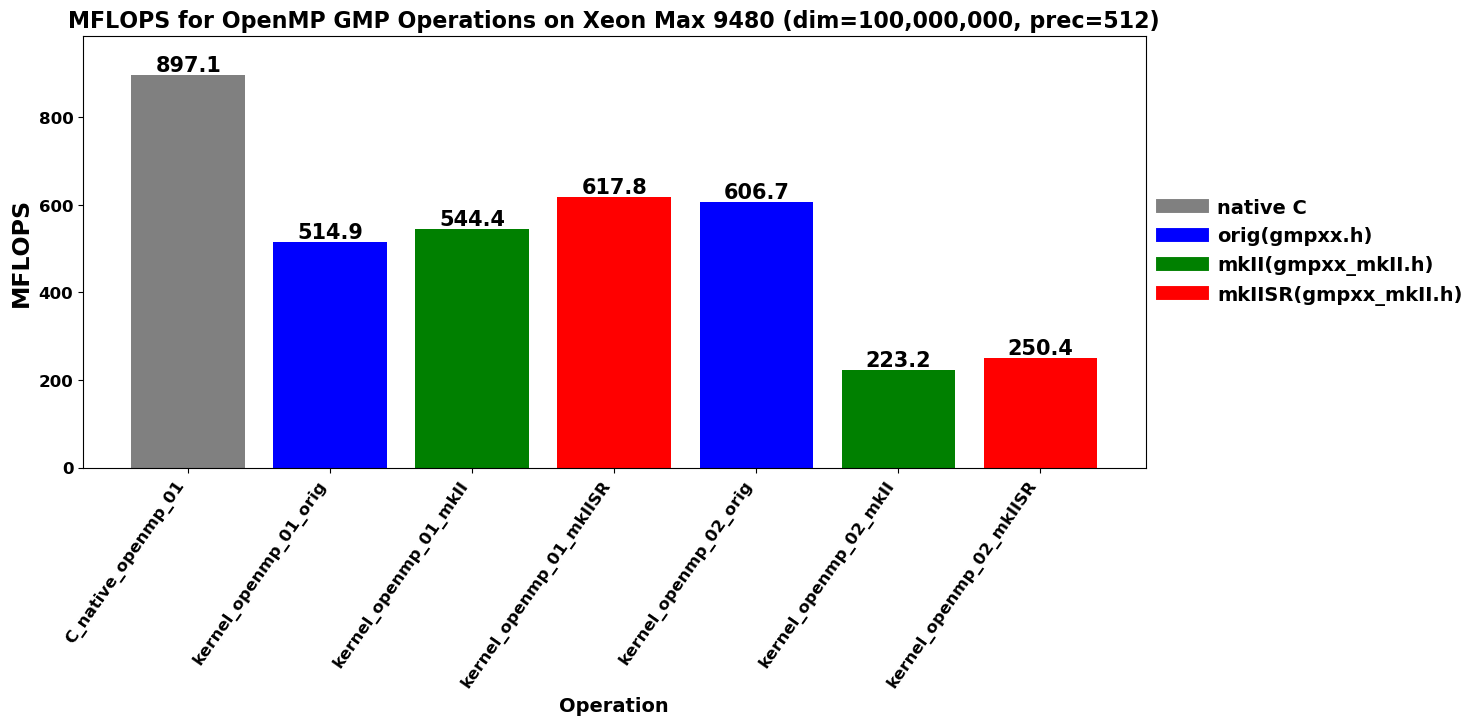 MFLOPS for OpenMP GMP Operations on Xeon Max 9480 (dim=100,000,000, prec=512)
MFLOPS
800
600
400
200
0
897.1
514.9
544.4
617.8
606.7
223.2
250.4
native C
orig(gmpxx.h)
mkII(gmpxx_mkII.h)
mkIISR(gmpxx_mkII.h)
C_native_openmp_01
kernel_openmp_01_orig
kernel_openmp_01_mkII
kernel_openmp_01_mkIISR
kernel_openmp_02_orig
kernel_openmp_02_mkII
kernel_openmp_02_mkIISR
Operation